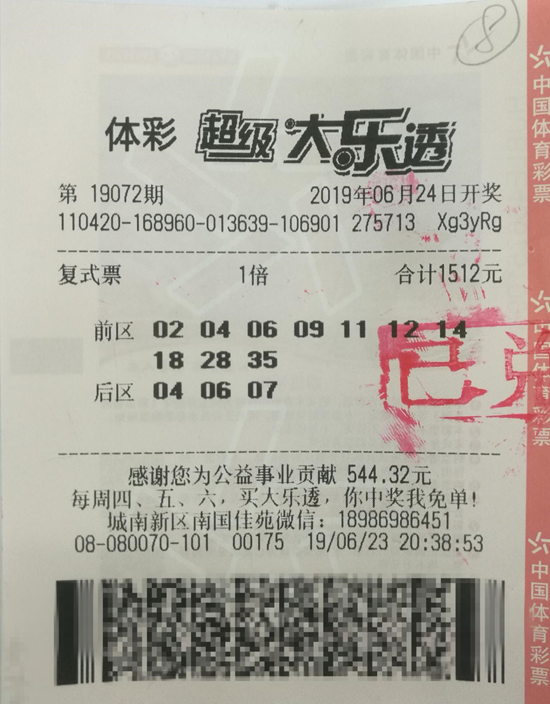 8
体彩 超级大乐透
第 19072期 2019年06月24日开奖
110420-168960-013639-106901 275713 Xg3yRg
复式票 1倍 合计1512元
前区 02 04 06 09 11 12 14
18 28 35
后区 04 06 07
已兑
感谢您为公益事业贡献 544.32元
每周四、五、六，买大乐透，你中奖我免单!
城南新区南国佳苑微信: 18986986451
08-080070-101 00175 19/06/23 20:38:53
中国体育彩票
中国体育彩票
中国体育彩票